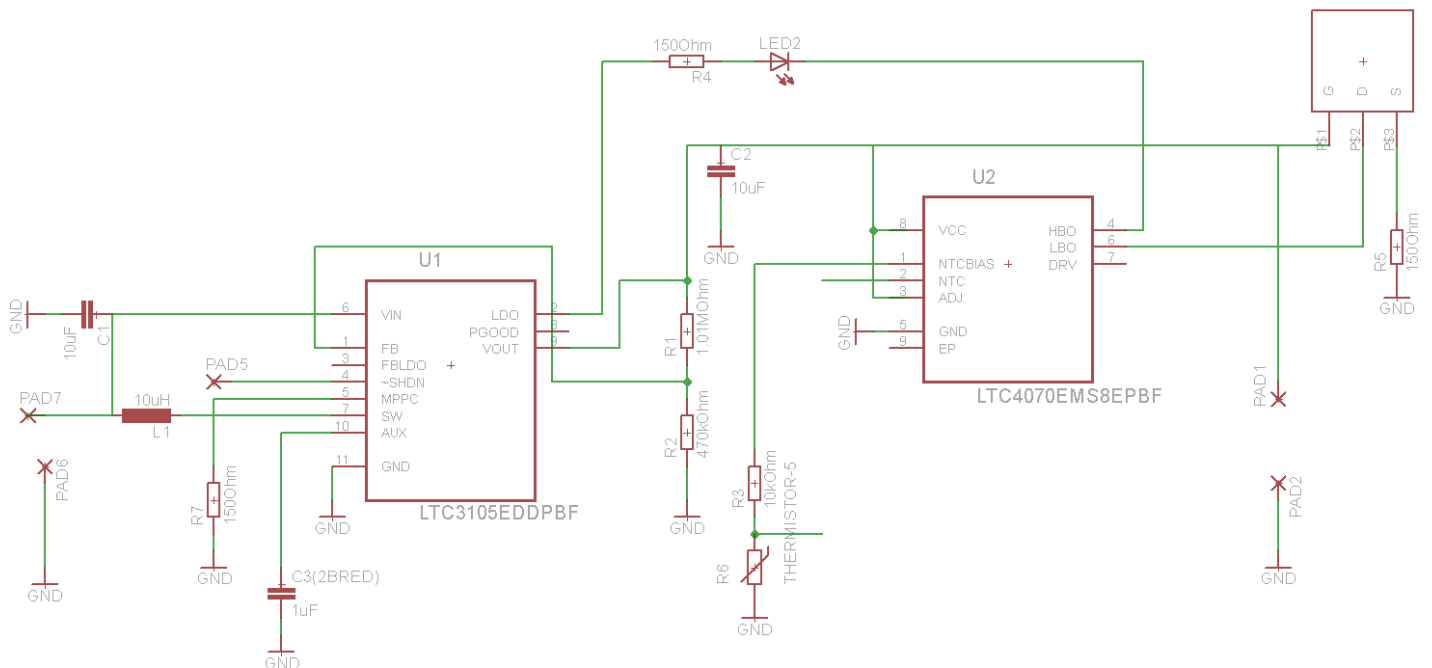 150Ohm
R4
LED2
G
D
S
P$1
P$2
P$3
C2
10uF
GND
U2
VCC
8
NTCBIAS
1
NTC
2
ADJ
3
GND
5
EP
9
HBO
4
LBO
6
DRV
7
LTC4070EMS8EPBF
GND
R5
150Ohm
GND
U1
VIN
6
FB
1
FBLDO
3
~SHDN
4
MPPC
5
SW
7
AUX
10
GND
11
LDO
2
PGOOD
8
VOUT
9
LTC3105EDDPBF
GND
GND
10uF
C1
PAD5
PAD7
10uH
L1
PAD6
GND
R7
150Ohm
GND
C3(2BRED)
1uF
GND
R1
1.01MOhm
R2
470kOhm
GND
R3
10kOhm
R6
THERMISTOR-5
GND
PAD1
PAD2
GND